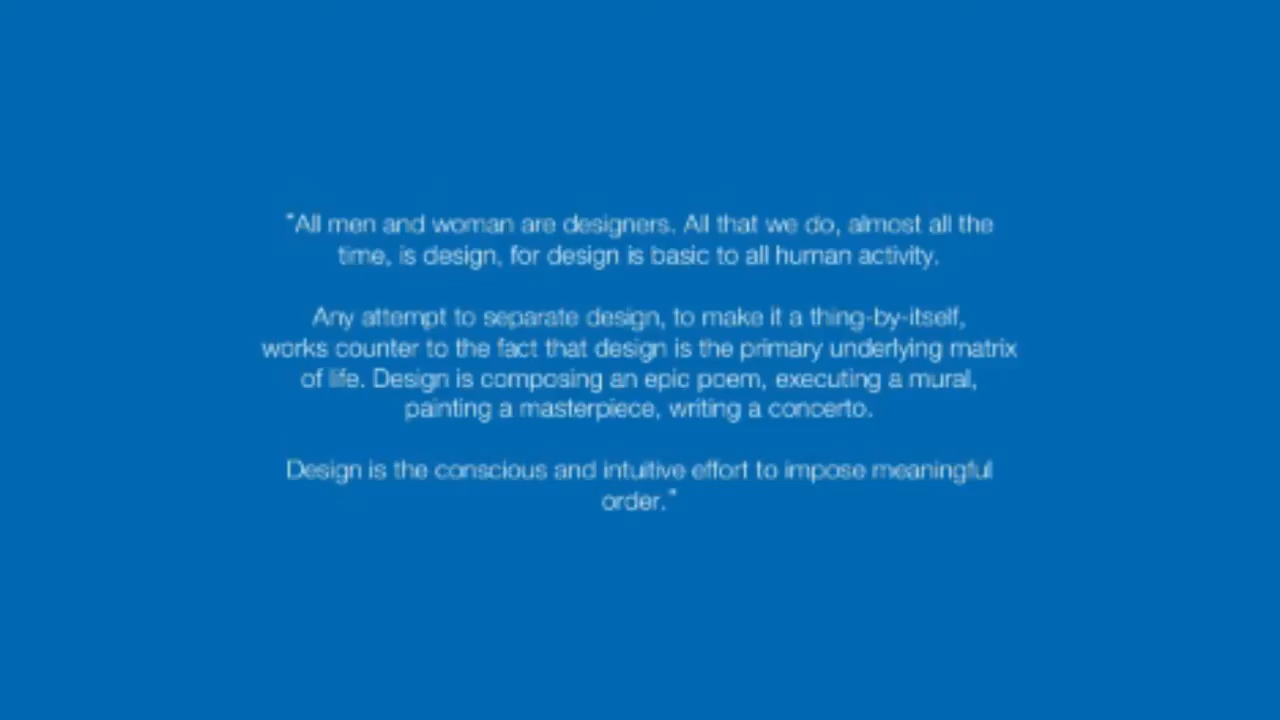 "All men and woman are designers. All that we do, almost all the
time, is design, for design is basic to all human activity.
Any attempt to separate design, to make it a thing-by-itself,
works counter to the fact that design is the primary underlying matrix
of life. Design is composing an epic poem, executing a mural,
painting a masterpiece, writing a concerto.
Design is the conscious and intuitive effort to impose meaningful
order."